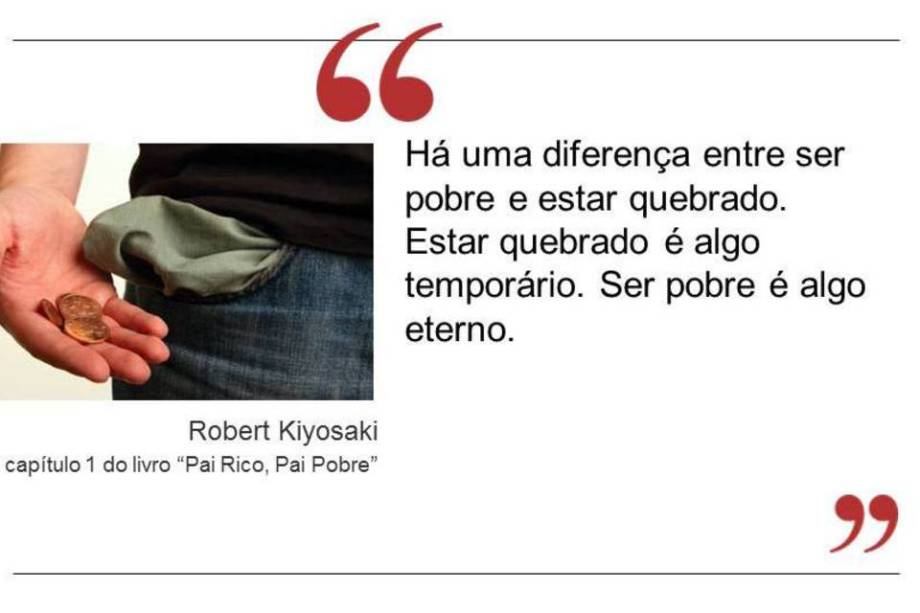 “
Há uma diferença entre ser
pobre e estar quebrado.
Estar quebrado é algo
temporário. Ser pobre é algo
eterno.
Robert Kiyosaki
capítulo 1 do livro “Pai Rico, Pai Pobre”
”